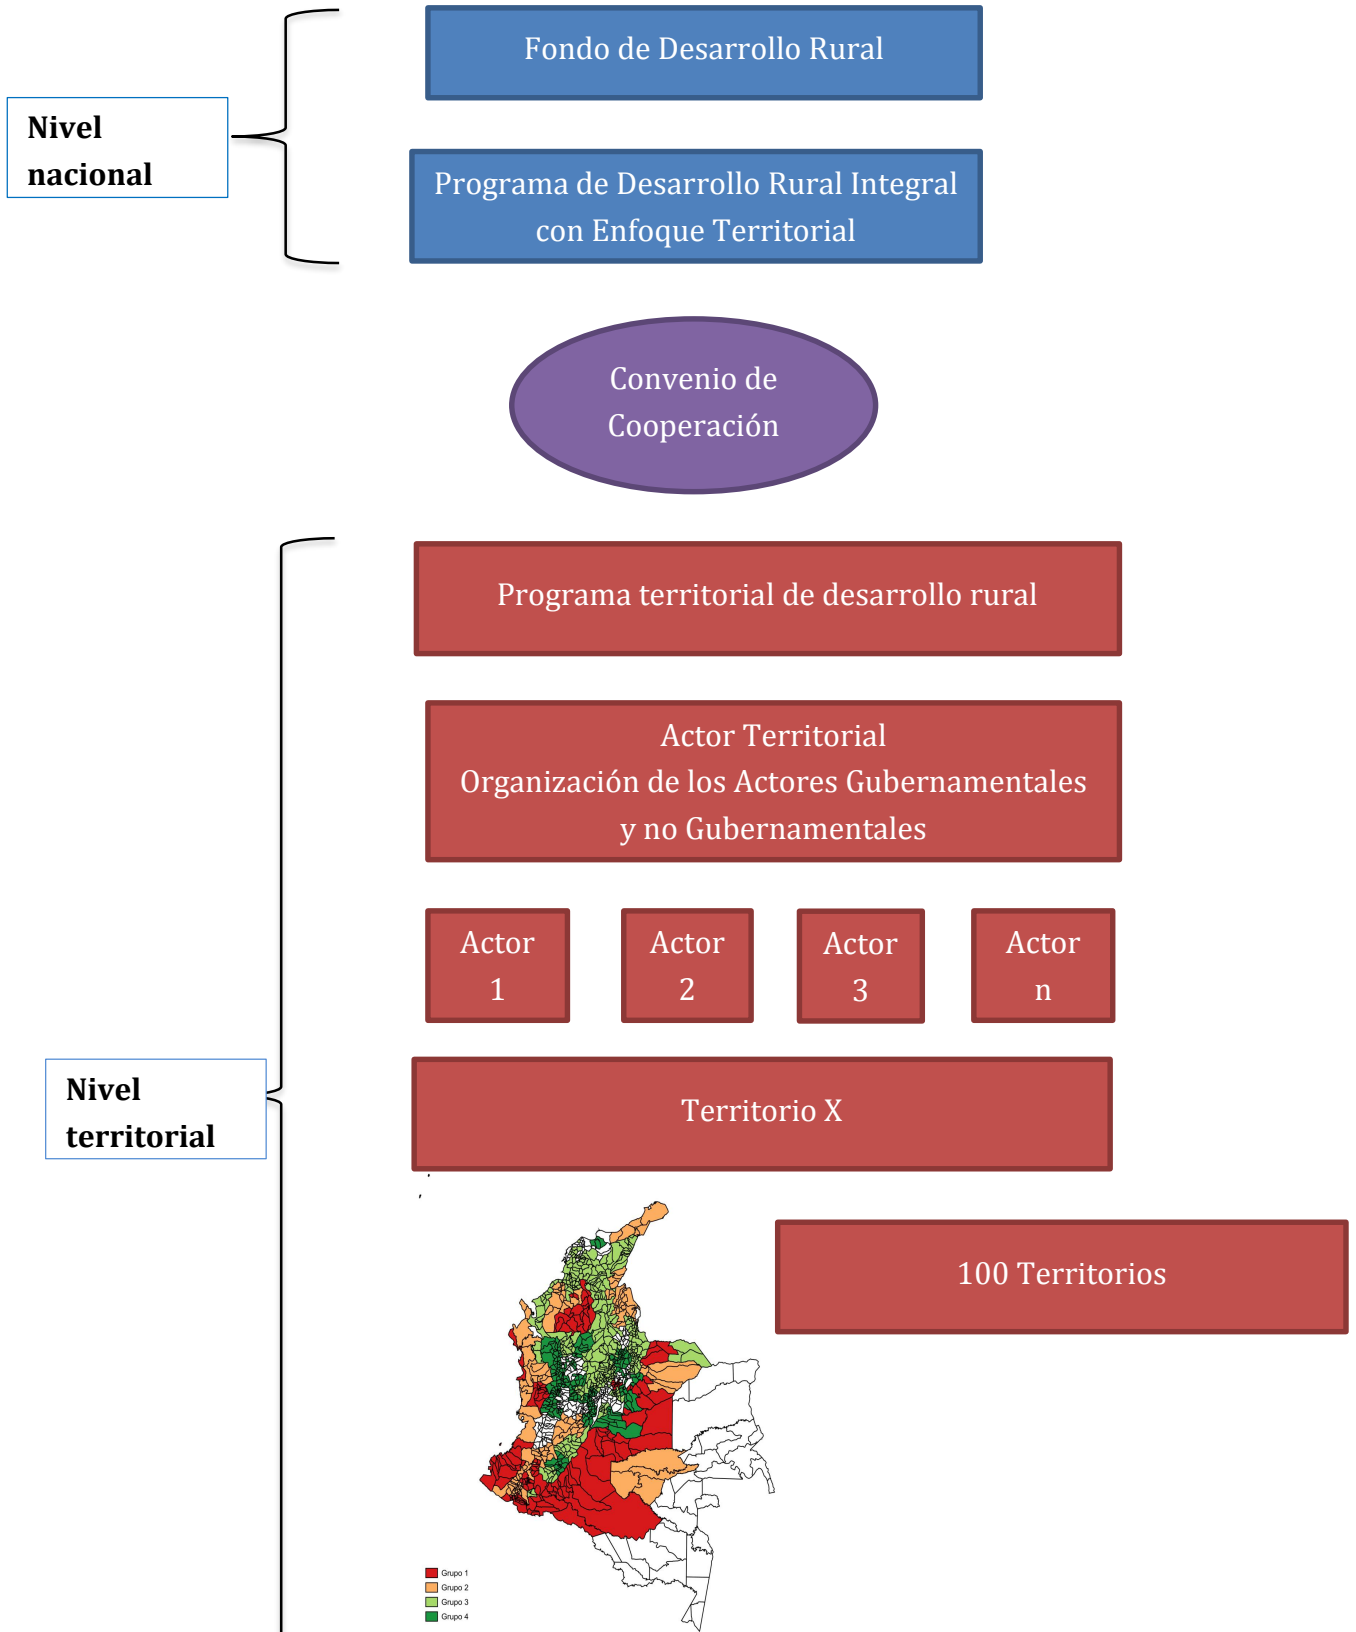 Fondo de Desarrollo Rural
Nivel
nacional
Programa de Desarrollo Rural Integral
con Enfoque Territorial
Convenio de
Cooperación
Programa territorial de desarrollo rural
Actor Territorial
Organización de los Actores Gubernamentales
y no Gubernamentales
Actor
1
Actor
2
Actor
3
Actor
n
Nivel
territorial
Territorio X
100 Territorios
Grupo 1
Grupo 2
Grupo 3
Grupo 4